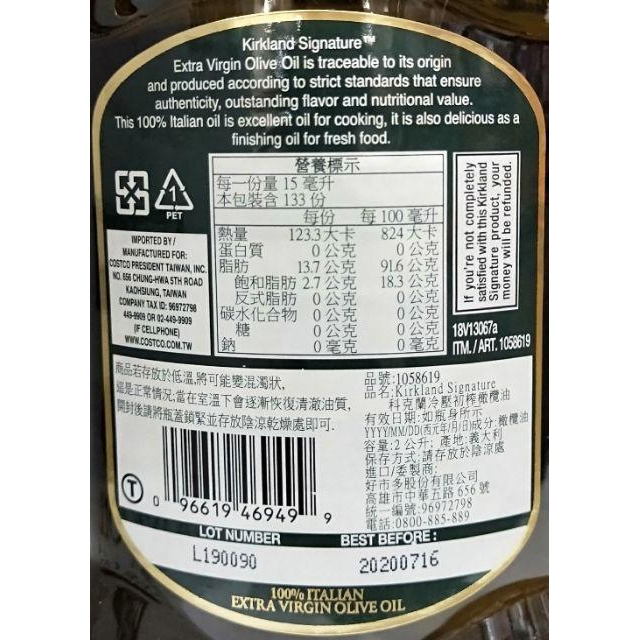 Kirkland Signature™
Extra Virgin Olive Oil is traceable to its origin
and produced according to strict standards that ensure
authenticity, outstanding flavor and nutritional value.
This 100% Italian oil is excellent oil for cooking, it is also delicious as a
finishing oil for fresh food.
1
PET
IMPORTED BY /
MANUFACTURED FOR:
COSTCO PRESIDENT TAIWAN, INC.
NO. 656 CHUNG-HWA 5TH ROAD
KAOHSIUNG, TAIWAN
COMPANY TAX ID: 96972798
449-9909 OR 02-449-9909
(IF CELLPHONE)
WWW.COSTCO.COM.TW
營養標示
每一份量 15 毫升
本包裝含 133 份
每份 每 100 毫升
熱量 123.3大卡 824 大卡
蛋白質 0 公克 0 公克
脂肪 13.7 公克 91.6 公克
飽和脂肪 2.7 公克 18.3 公克
反式脂肪 0 公克 0 公克
碳水化合物 0 公克 0 公克
糖 0 公克 0 公克
鈉 0 毫克 0 毫克
If you're not completely
satisfied with this Kirkland
Signature product, your
money will be refunded.
18V13067a
ITM. / ART. 1058619
商品若存放於低溫,將可能變混濁狀,
這是正常情況;當在室溫下會逐漸恢復清澈油質,
開封後請將瓶蓋鎖緊並存放陰涼乾燥處即可.
品號:1058619
品名:Kirkland Signature
科克蘭冷壓初榨橄欖油
有效日期:如瓶身所示
YYYY/MM/DD(西元年/月/日)成分:橄欖油
容量:2 公升; 產地:義大利
保存方式:請存放於陰涼處
進口/委製商:
好市多股份有限公司
高雄市中華五路 656 號
統一編號:96972798
電話:0800-885-889
T
0 96619 46949 9
LOT NUMBER
L190090
BEST BEFORE:
20200716
100% ITALIAN
EXTRA VIRGIN OLIVE OIL